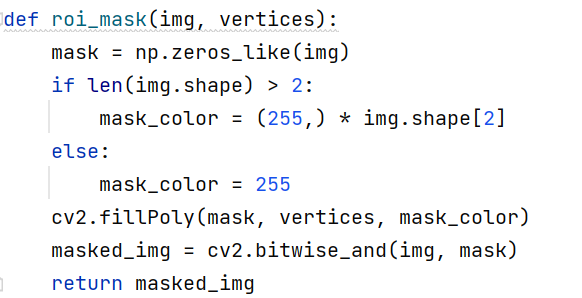 def roi_mask(img, vertices):
    mask = np.zeros_like(img)
    if len(img.shape) > 2:
        mask_color = (255,) * img.shape[2]
    else:
        mask_color = 255
    cv2.fillPoly(mask, vertices, mask_color)
    masked_img = cv2.bitwise_and(img, mask)
    return masked_img